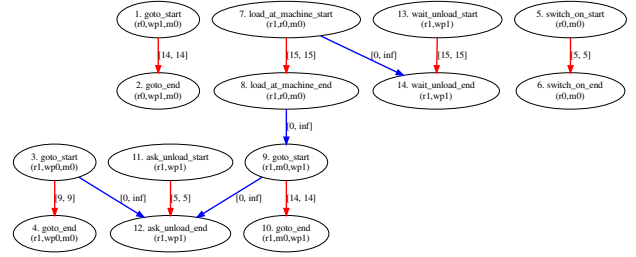 1. goto_start
(r0,wp1,m0)
7. load_at_machine_start
(r1,r0,m0)
13. wait_unload_start
(r1,wp1)
5. switch_on_start
(r0,m0)
[14, 14]
[15, 15]
[0, inf]
[15, 15]
[5, 5]
2. goto_end
(r0,wp1,m0)
8. load_at_machine_end
(r1,r0,m0)
14. wait_unload_end
(r1,wp1)
6. switch_on_end
(r0,m0)
[0, inf]
3. goto_start
(r1,wp0,m0)
11. ask_unload_start
(r1,wp1)
9. goto_start
(r1,m0,wp1)
[9, 9]
[0, inf]
[5, 5]
[0, inf]
[14, 14]
4. goto_end
(r1,wp0,m0)
12. ask_unload_end
(r1,wp1)
10. goto_end
(r1,m0,wp1)